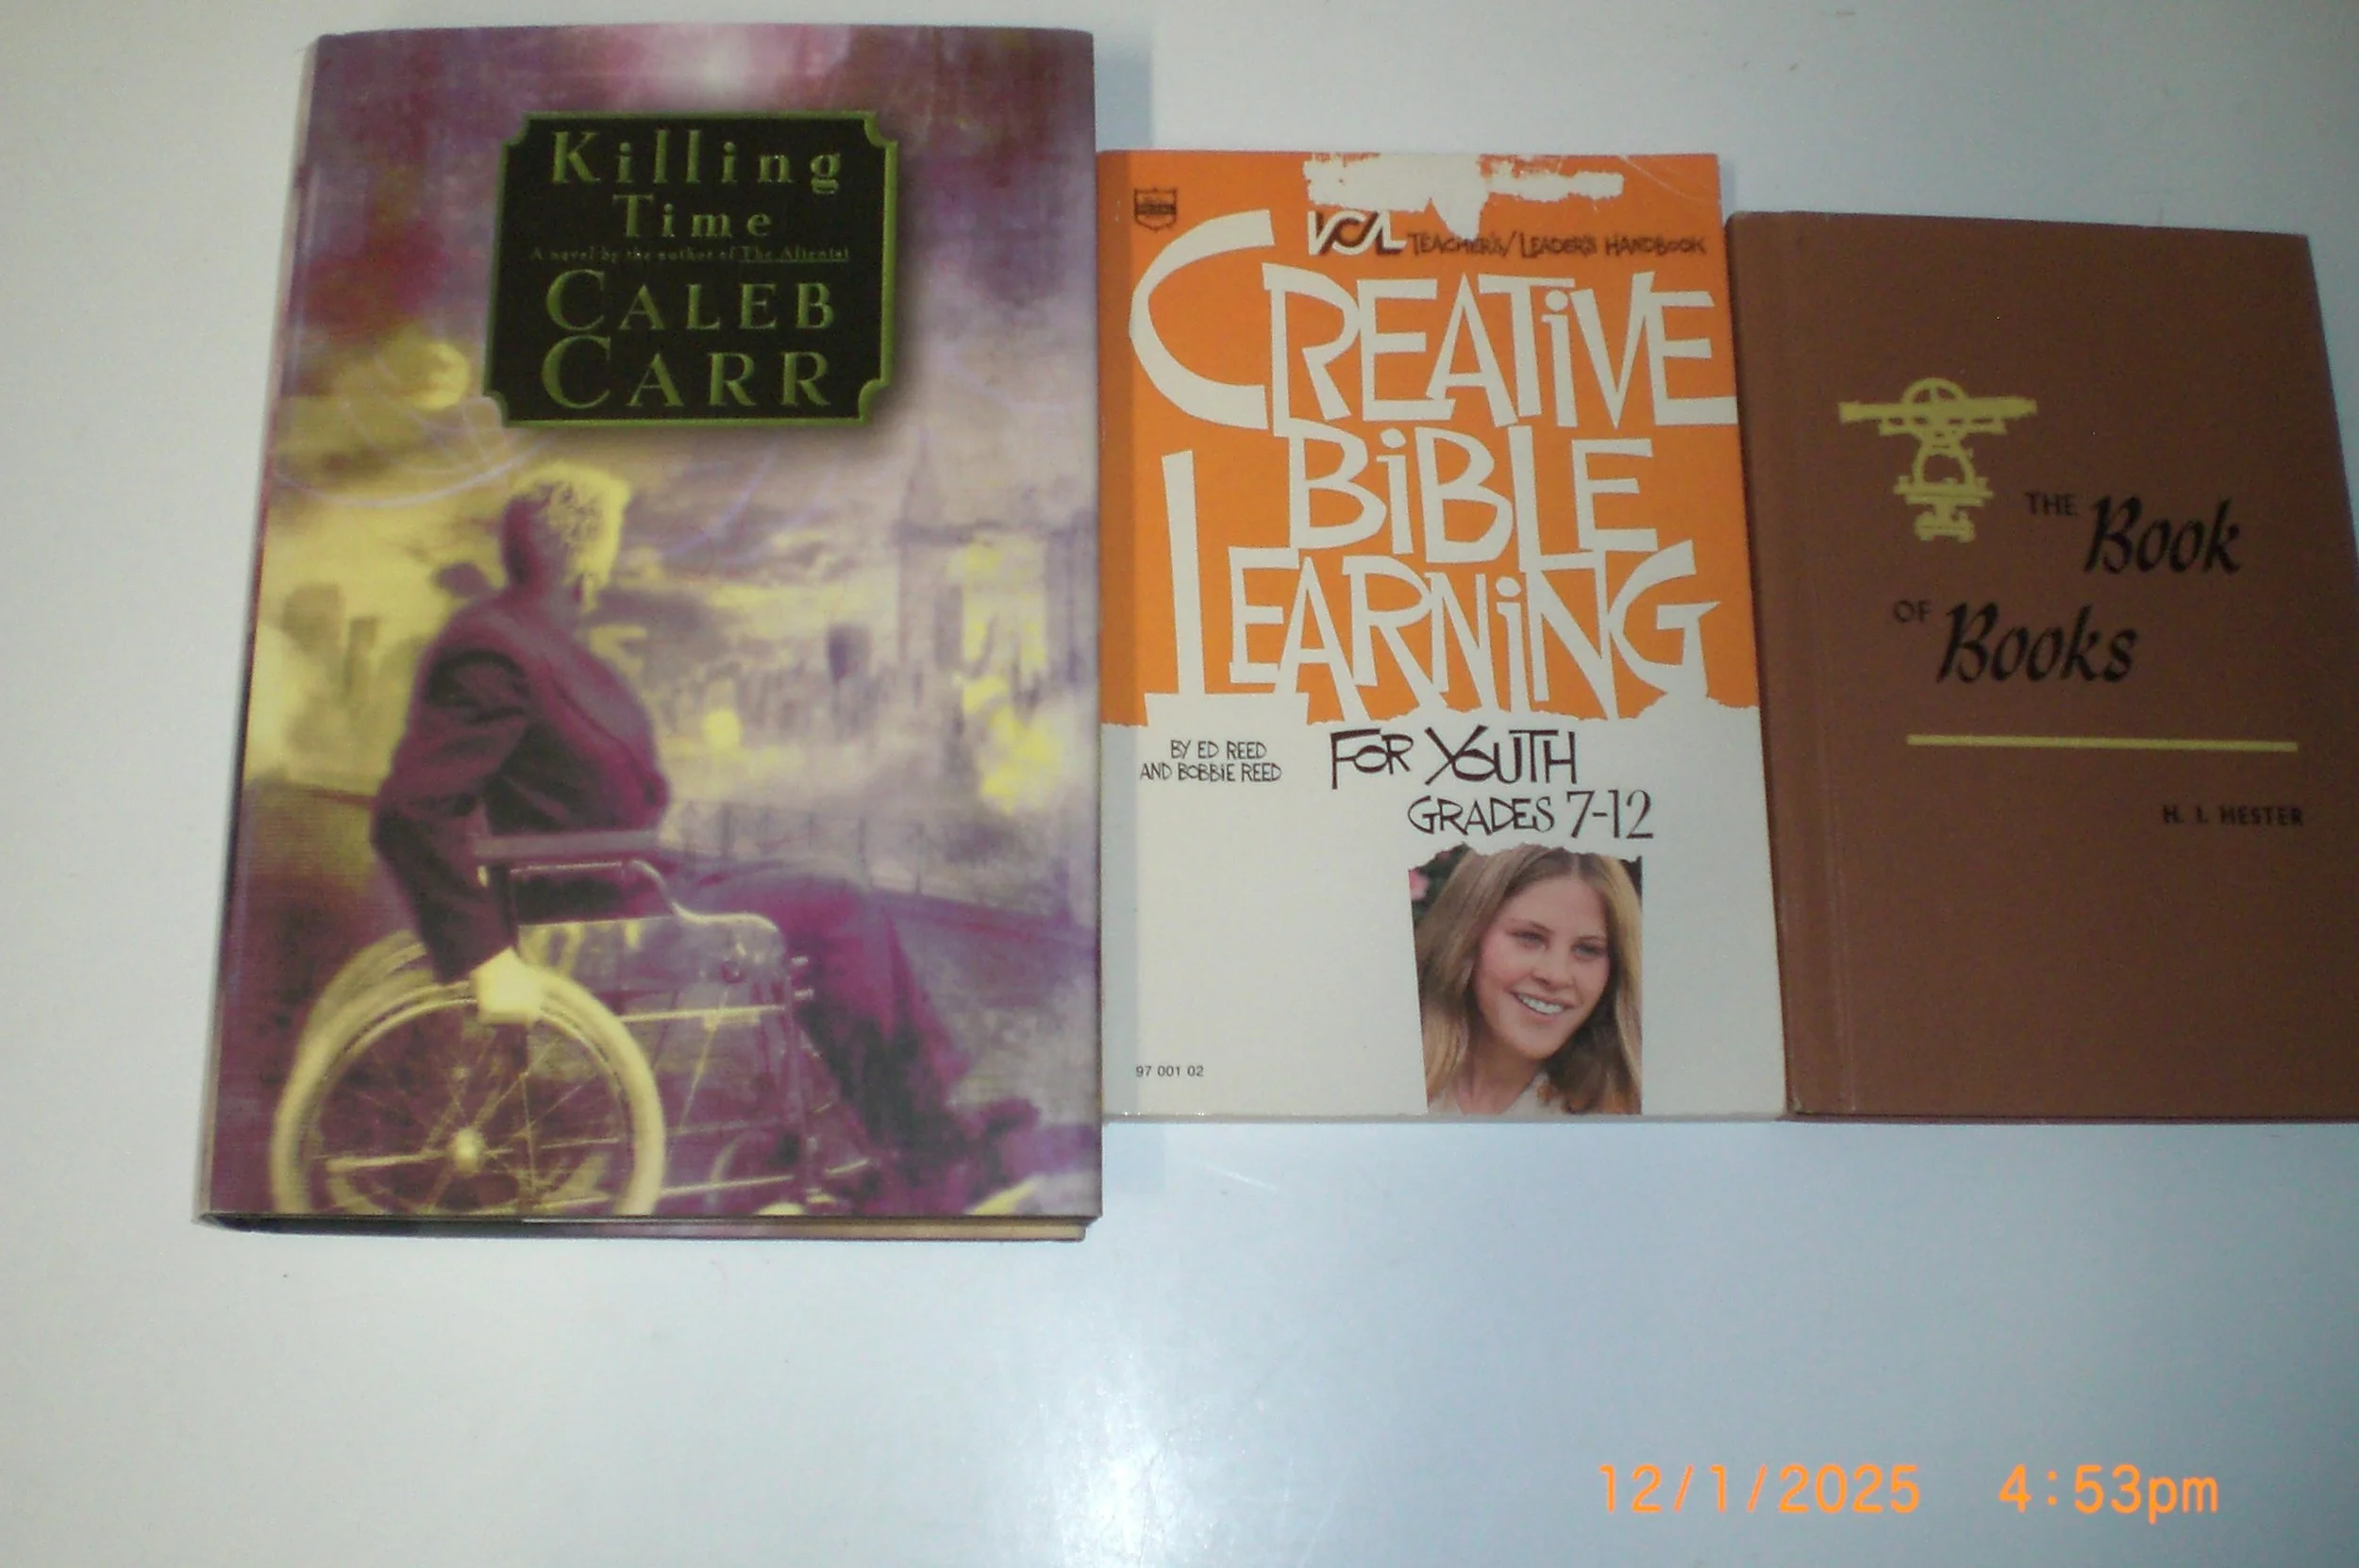 Killing
Time
A novel by the author of The Alienist
CALEB
CARR
ICL TEACHER'S/LEADER'S HANDBOOK
CREATiVE
BiBLE
LEARNiNG
FOR YOUTH
GRADES 7-12
BY ED REED
AND BOBBIE REED
97 001 02
THE Book
OF Books
H. I. HESTER
12/1/2025 4:53pm